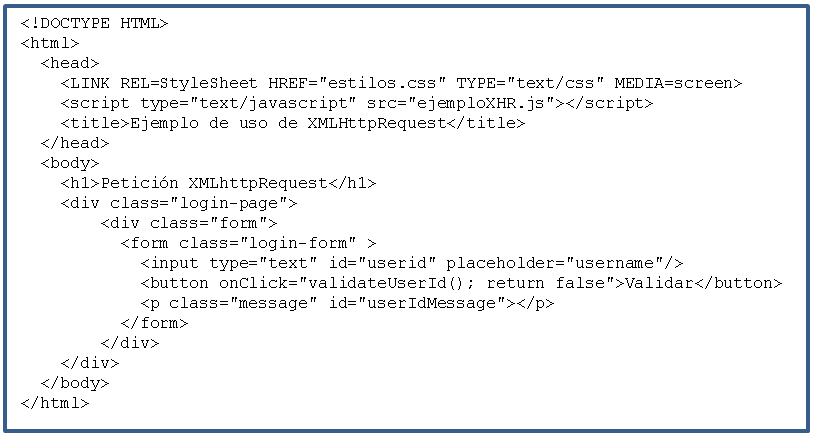 <!DOCTYPE HTML>
<html>
  <head>
    <LINK REL=StyleSheet HREF="estilos.css" TYPE="text/css" MEDIA=screen>
    <script type="text/javascript" src="ejemploXHR.js"></script>
    <title>Ejemplo de uso de XMLHttpRequest</title>
  </head>
  <body>
    <h1>Petición XMLhttpRequest</h1>
    <div class="login-page">
        <div class="form">
          <form class="login-form" >
            <input type="text" id="userid" placeholder="username"/>
            <button onClick="validateUserId(); return false">Validar</button>
            <p class="message" id="userIdMessage"></p>
          </form>
        </div>
    </div>
  </body>
</html>